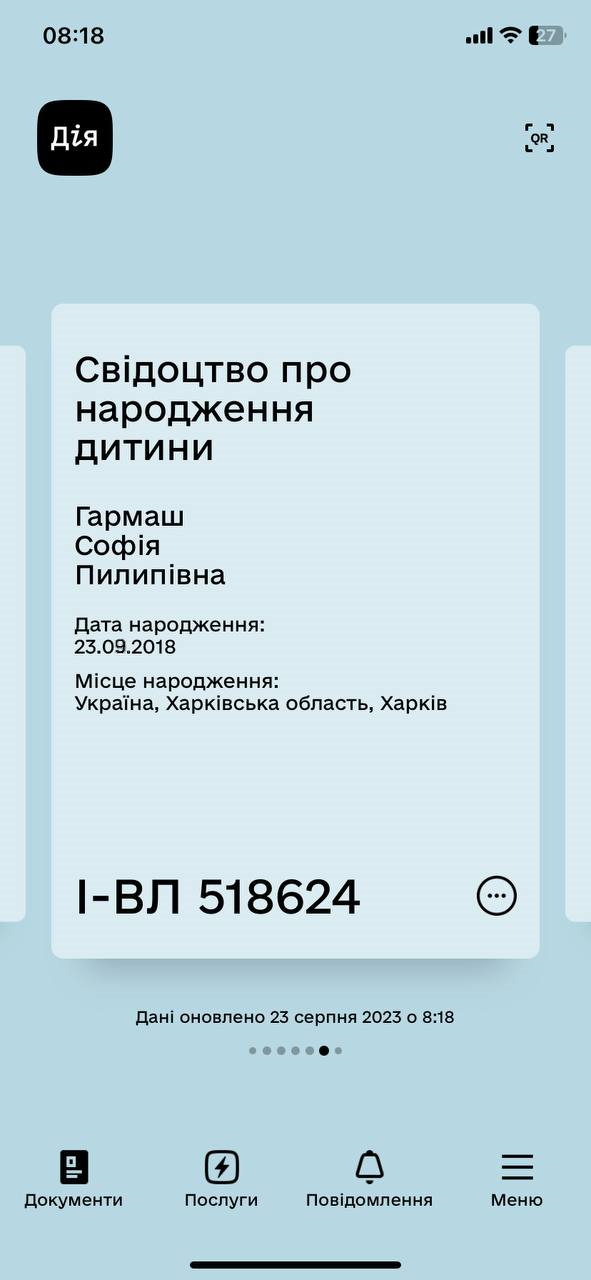 08:18
27
Дія
QR
Свідоцтво про
народження
дитини
Гармаш
Софія
Пилипівна
Дата народження:
23.09.2018
Місце народження:
Україна, Харківська область, Харків
І-ВЛ 518624
Дані оновлено 23 серпня 2023 о 8:18
Документи
Послуги
Повідомлення
Меню